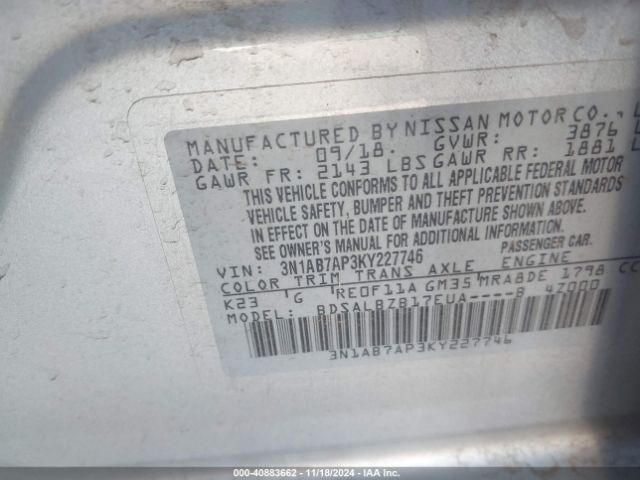 MANUFACTURED BY NISSAN MOTOR CO., L
DATE: 09/18 GVWR: 3876 L
GAWR FR: 2143 LBS GAWR RR: 1881 L
THIS VEHICLE CONFORMS TO ALL APPLICABLE FEDERAL MOTOR
VEHICLE SAFETY, BUMPER AND THEFT PREVENTION STANDARDS
IN EFFECT ON THE DATE OF MANUFACTURE SHOWN ABOVE.
SEE OWNER'S MANUAL FOR ADDITIONAL INFORMATION.
VIN: 3N1AB7AP3KY227746 PASSENGER CAR.
COLOR TRIM TRANS AXLE ENGINE
K23 G RE0F11A GM35 MRA8DE 1798 CC
MODEL: BDSALBZB17EUA----B 4Z000
3N1AB7AP3KY227746
000-40883662 - 11/18/2024 - IAA Inc.